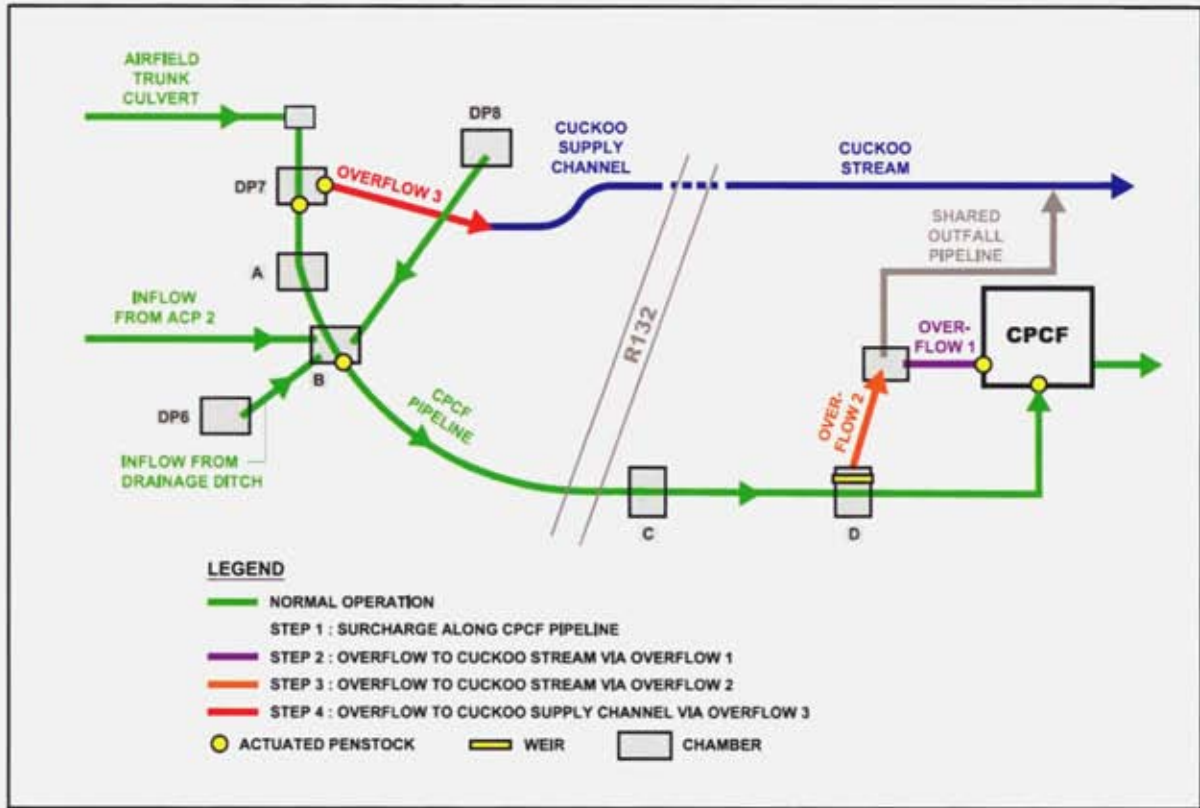 AIRFIELD
TRUNK
CULVERT
DP8
CUCKOO
SUPPLY
CHANNEL
CUCKOO
STREAM
DP7
OVERFLOW 3
SHARED
OUTFALL
PIPELINE
A
INFLOW
FROM ACP 2
R132
OVER-
FLOW 1
CPCF
B
DP6
CPCF
PIPELINE
OVER-
FLOW 2
INFLOW FROM
DRAINAGE DITCH
C
D
LEGEND
NORMAL OPERATION
STEP 1 : SURCHARGE ALONG CPCF PIPELINE
STEP 2 : OVERFLOW TO CUCKOO STREAM VIA OVERFLOW 1
STEP 3 : OVERFLOW TO CUCKOO STREAM VIA OVERFLOW 2
STEP 4 : OVERFLOW TO CUCKOO SUPPLY CHANNEL VIA OVERFLOW 3
ACTUATED PENSTOCK
WEIR
CHAMBER